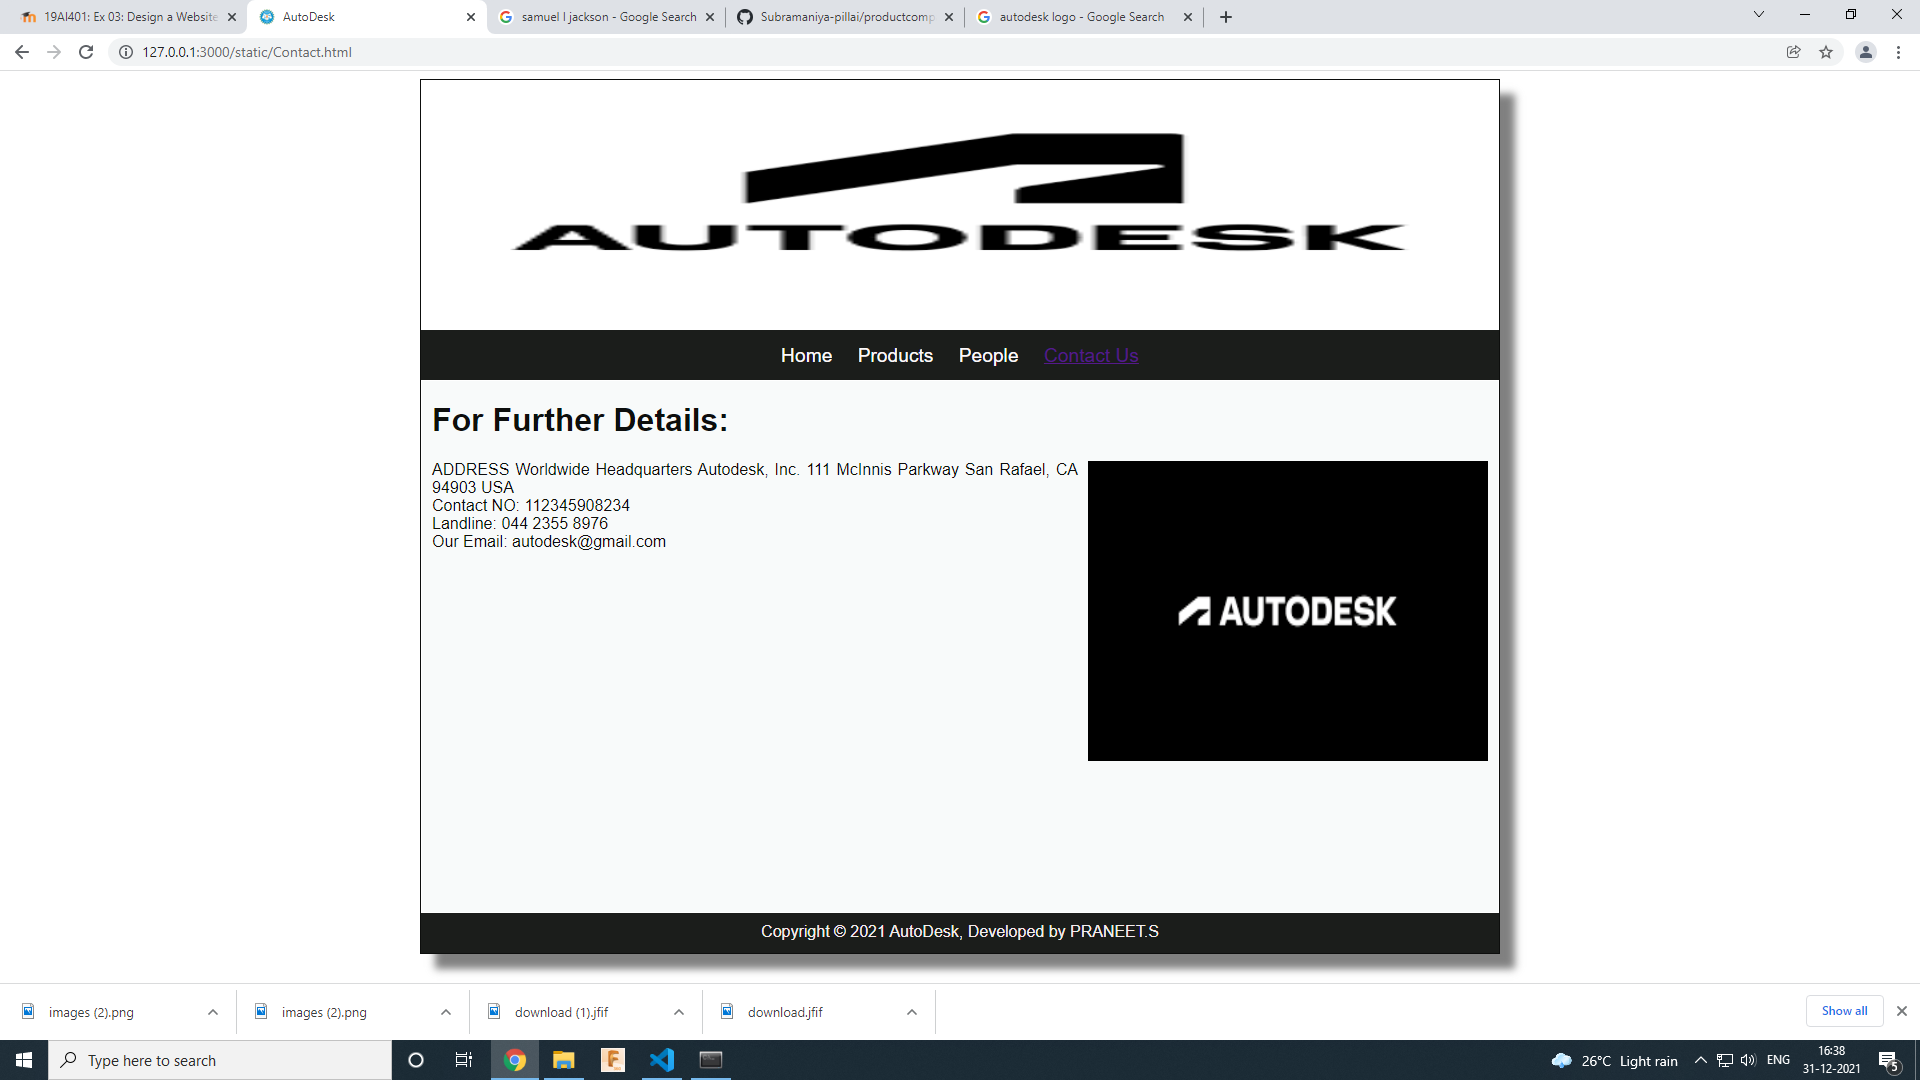 19AI401: Ex 03: Design a Website
AutoDesk
samuel l jackson - Google Search
Subramaniya-pillai/productcomp
autodesk logo - Google Search
127.0.0.1:3000/static/Contact.html
AUTODESK
Home Products People Contact Us
For Further Details:
ADDRESS Worldwide Headquarters Autodesk, Inc. 111 McInnis Parkway San Rafael, CA
94903 USA
Contact NO: 112345908234
Landline: 044 2355 8976
Our Email: autodesk@gmail.com
AUTODESK
Copyright © 2021 AutoDesk, Developed by PRANEET.S
images (2).png
images (2).png
download (1).jfif
download.jfif
Show all
Type here to search
26°C Light rain
ENG
16:38
31-12-2021
5